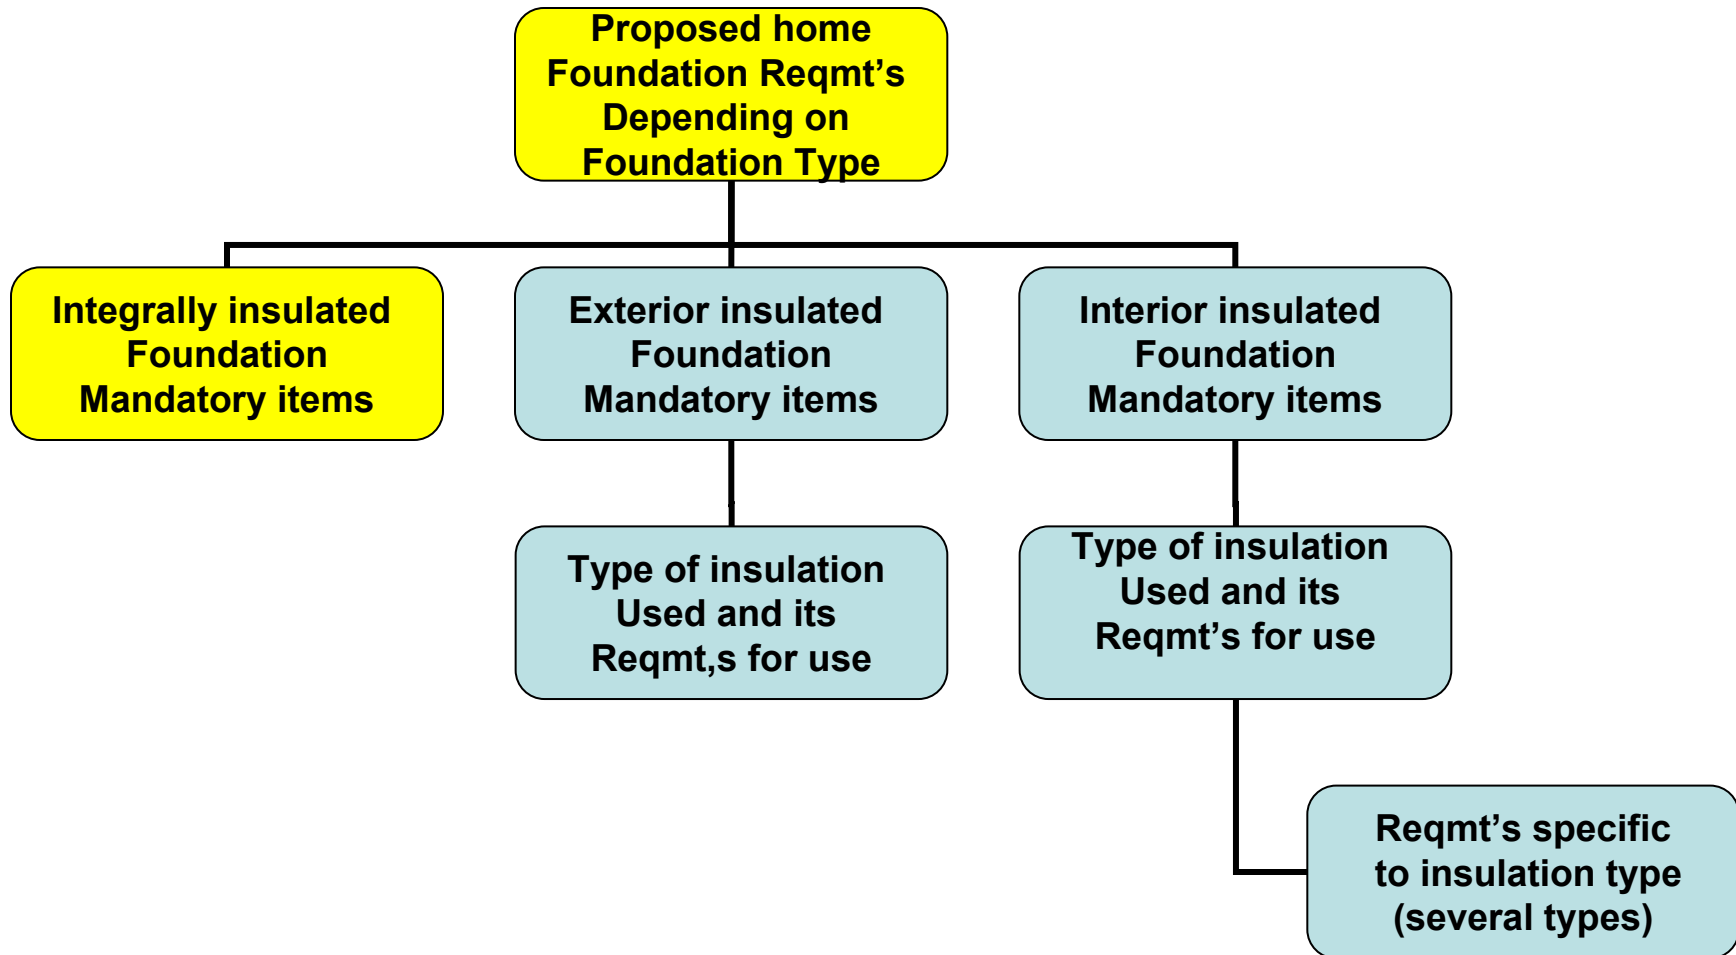 Proposed home
Foundation Reqmt’s
Depending on
Foundation Type
Integrally insulated
Foundation
Mandatory items
Exterior insulated
Foundation
Mandatory items
Interior insulated
Foundation
Mandatory items
Type of insulation
Used and its
Reqmt,s for use
Type of insulation
Used and its
Reqmt’s for use
Reqmt’s specific
to insulation type
(several types)